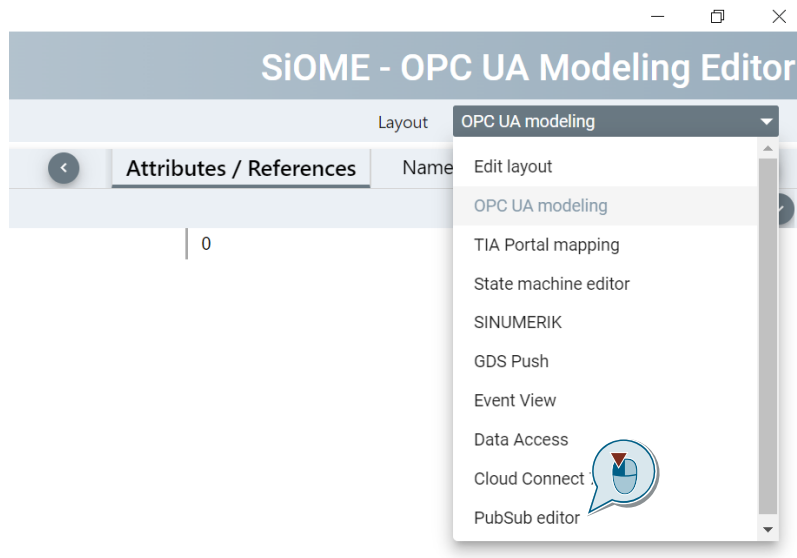 SiOME - OPC UA Modeling Editor
Layout OPC UA modeling
Attributes / References Name
Edit layout
OPC UA modeling
0
TIA Portal mapping
State machine editor
SINUMERIK
GDS Push
Event View
Data Access
Cloud Connect
PubSub editor